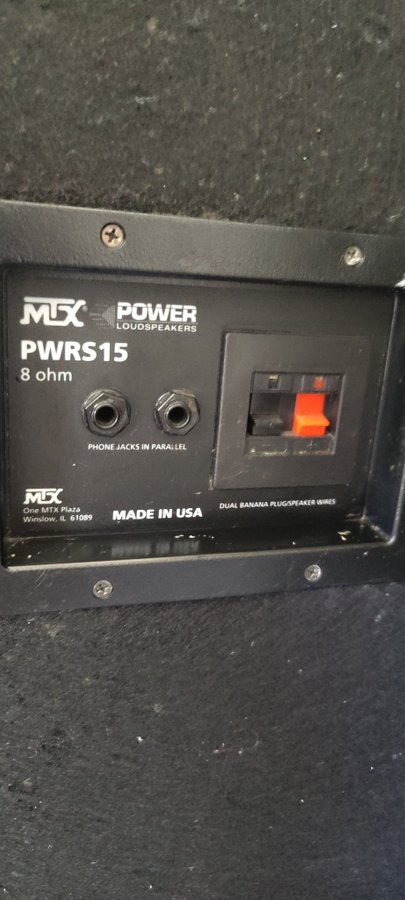 MTX POWER
LOUDSPEAKERS
PWRS15
8 ohm
PHONE JACKS IN PARALLEL
MTX
One MTX Plaza
Winslow, IL 61089
MADE IN USA
DUAL BANANA PLUG/SPEAKER WIRES